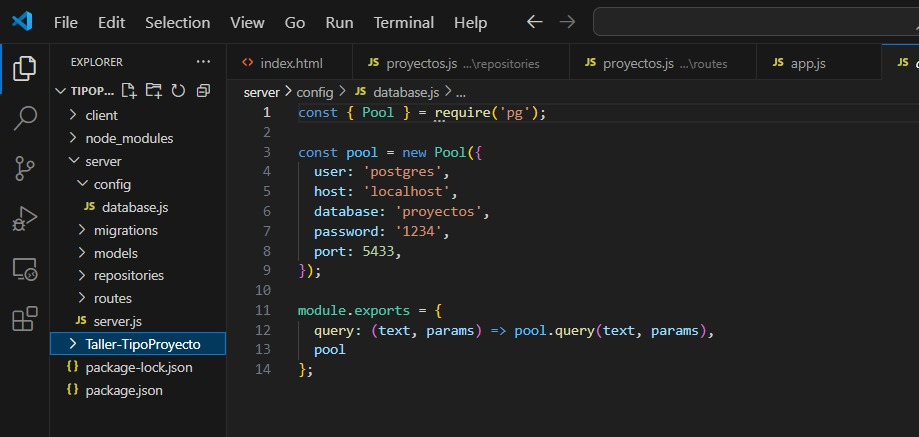 File Edit Selection View Go Run Terminal Help
EXPLORER
TIPOP...
client
node_modules
server
config
JS database.js
migrations
models
repositories
routes
JS server.js
Taller-TipoProyecto
{} package-lock.json
{} package.json
<> index.html
JS proyectos.js ...\repositories
JS proyectos.js ...\routes
JS app.js
JS
server > config > JS database.js > ...
1 const { Pool } = require('pg');
2
3 const pool = new Pool({
4 user: 'postgres',
5 host: 'localhost',
6 database: 'proyectos',
7 password: '1234',
8 port: 5433,
9 });
10
11 module.exports = {
12 query: (text, params) => pool.query(text, params),
13 pool
14 };